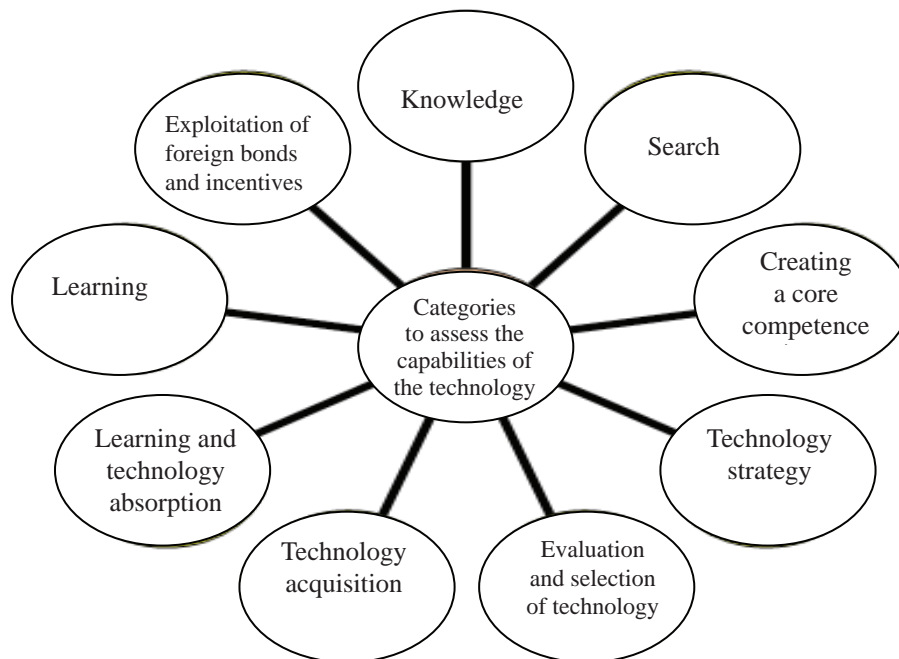 Knowledge
Search
Creating
a core
competence
Technology
strategy
Evaluation
and selection
of technology
Technology
acquisition
Learning and
technology
absorption
Learning
Exploitation of
foreign bonds
and incentives
Categories
to assess the
capabilities of
the technology